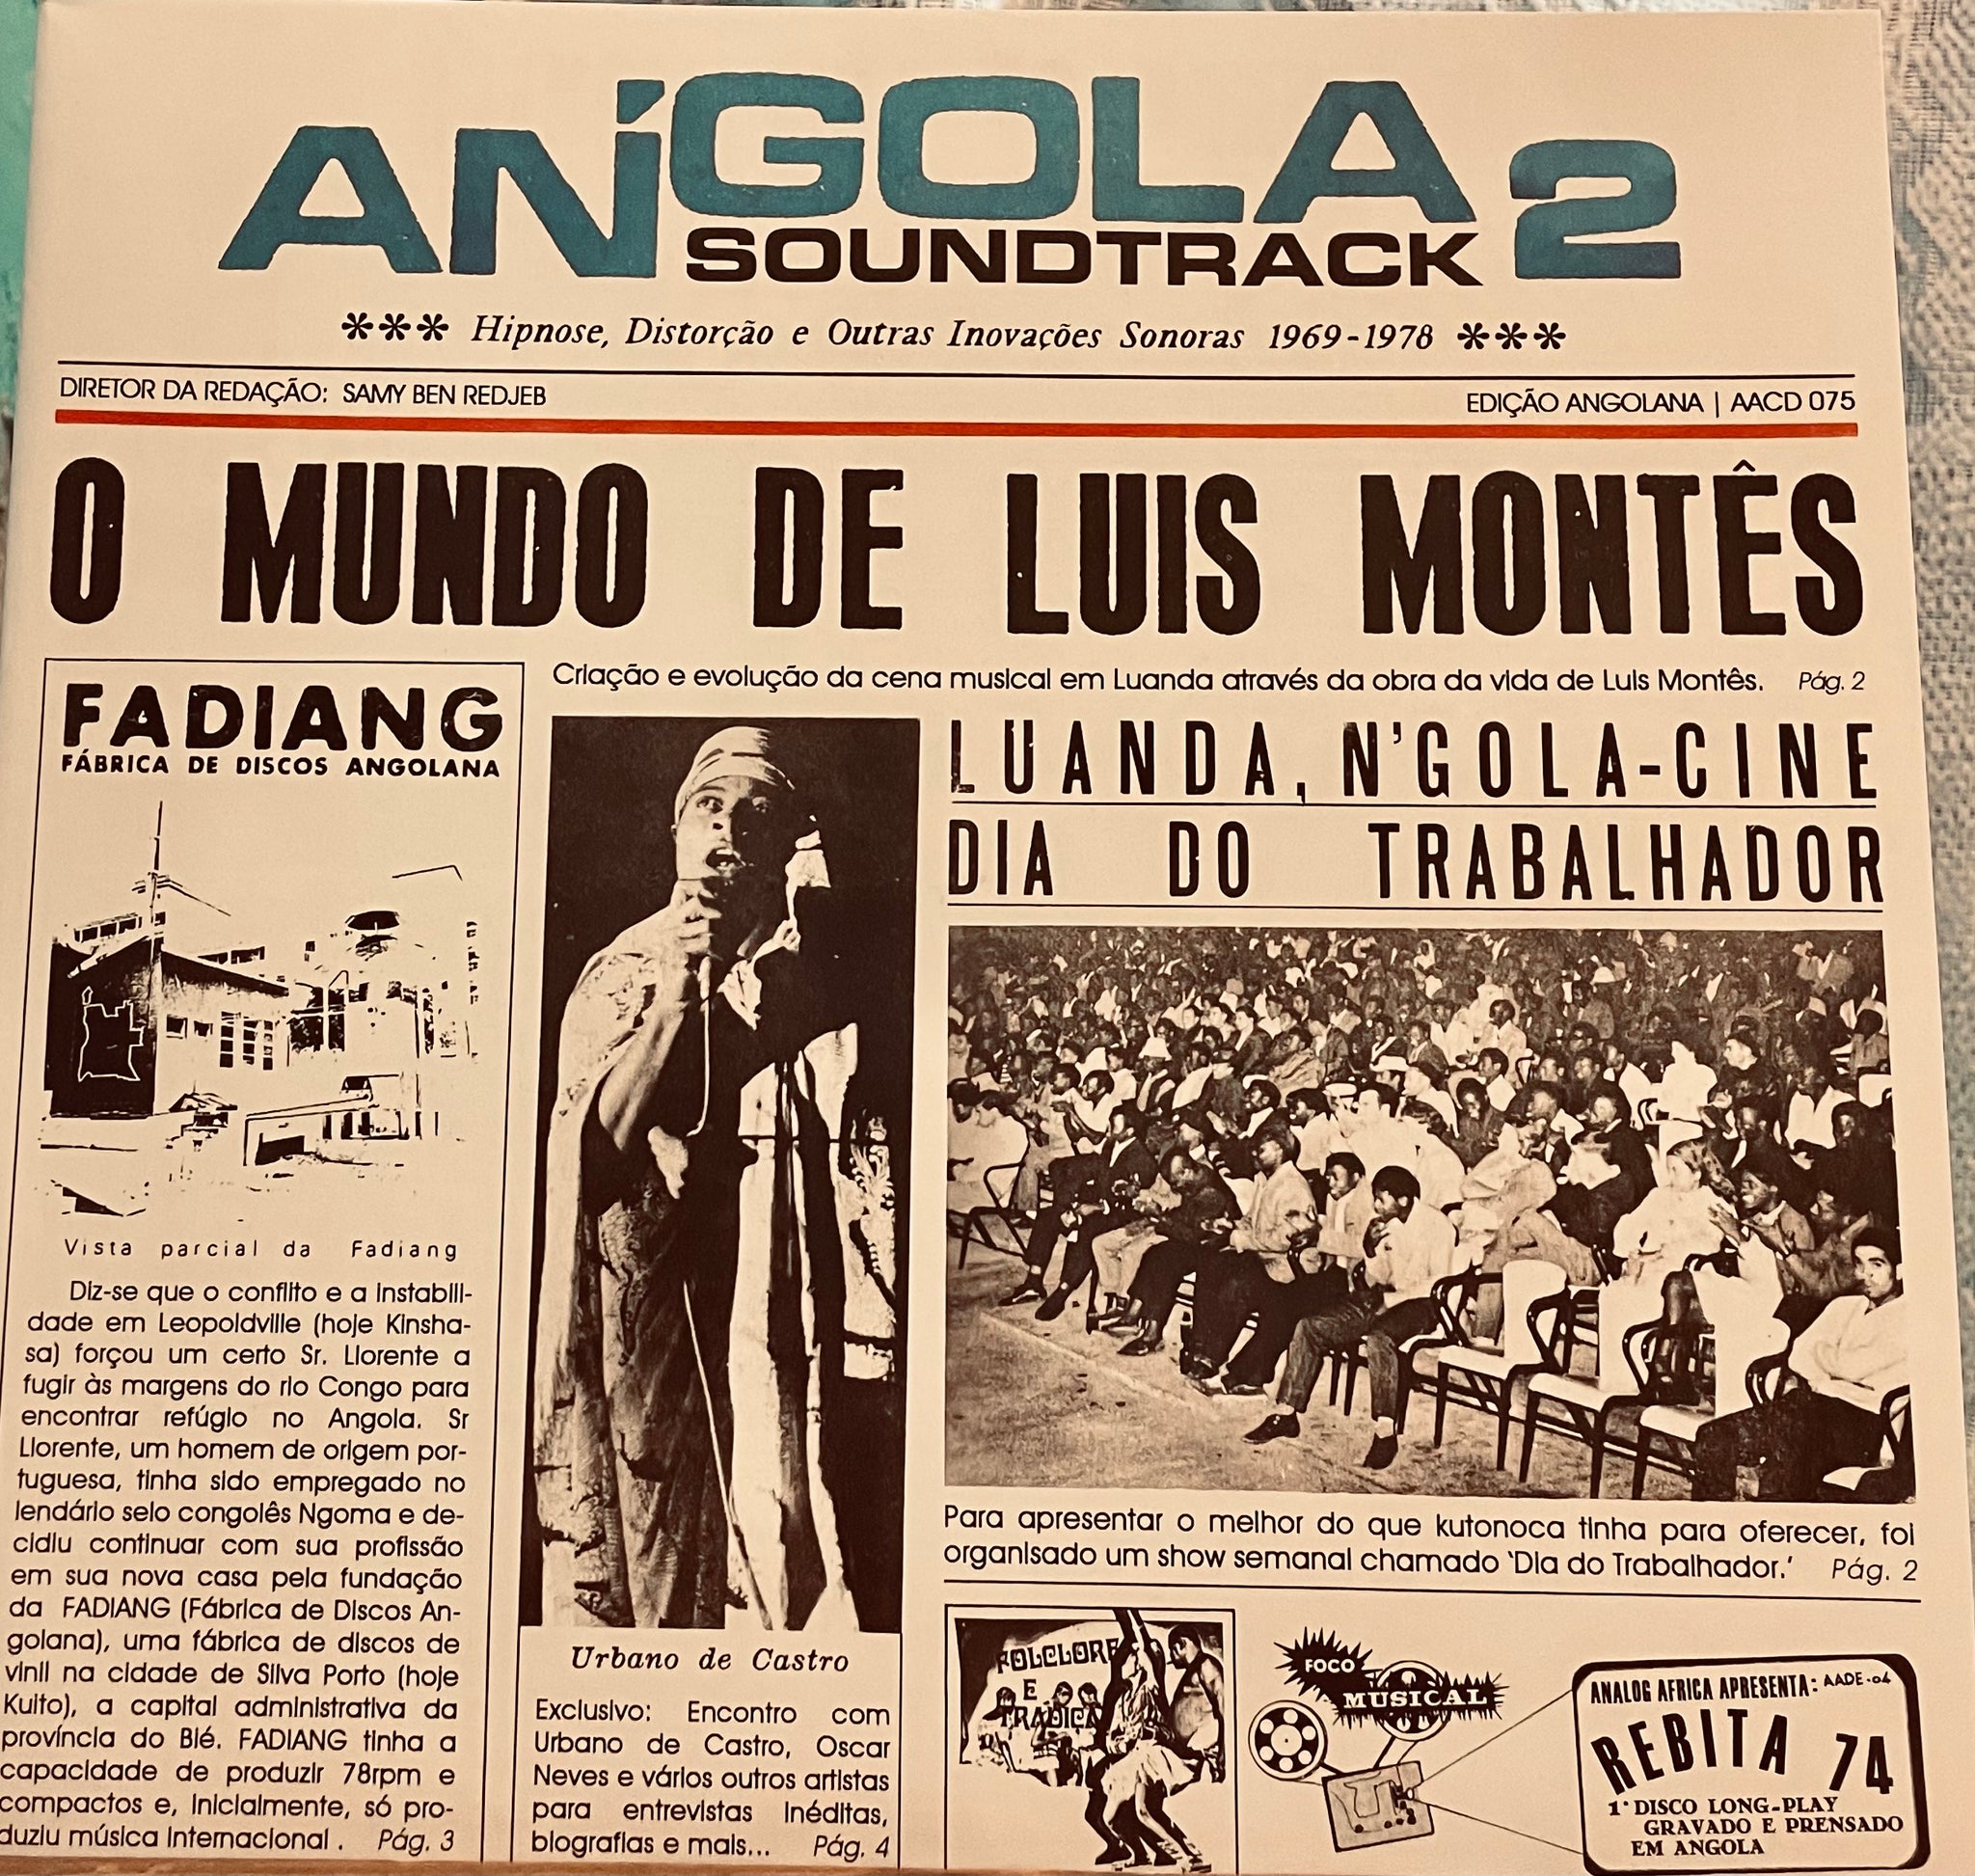 ANÍGOLA 2
SOUNDTRACK
*** Hipnose, Distorção e Outras Inovações Sonoras 1969-1978 ***
DIRETOR DA REDAÇÃO: SAMY BEN REDJEB
EDIÇÃO ANGOLANA | AACD 075
O MUNDO DE LUIS MONTÊS
Criação e evolução da cena musical em Luanda através da obra da vida de Luis Montês. Pág. 2
FADIANG
FÁBRICA DE DISCOS ANGOLANA
Vista parcial da Fadiang
Diz-se que o conflito e a instabili-
dade em Leopoldville (hoje Kinsha-
sa) forçou um certo Sr. Llorente a
fugir às margens do rio Congo para
encontrar refúgio no Angola. Sr
Llorente, um homem de origem por-
tuguesa, tinha sido empregado no
lendário selo congolês Ngoma e de-
cidiu continuar com sua profissão
em sua nova casa pela fundação
da FADIANG (Fábrica de Discos An-
golana), uma fábrica de discos de
vinil na cidade de Silva Porto (hoje
Kuito), a capital administrativa da
província do Bié. FADIANG tinha a
capacidade de produzir 78rpm e
compactos e, inicialmente, só pro-
duziu música internacional. Pág. 3
Urbano de Castro
Exclusivo: Encontro com
Urbano de Castro, Oscar
Neves e vários outros artistas
para entrevistas inéditas,
biografias e mais... Pág. 4
LUANDA, N'GOLA-CINE
DIA DO TRABALHADOR
Para apresentar o melhor do que kutonoca tinha para oferecer, foi
organisado um show semanal chamado 'Dia do Trabalhador.' Pág. 2
FOLCLORE
E
TRADIÇÃ
FOCO
MUSICAL
ANALOG AFRICA APRESENTA: AADE-04
REBITA 74
1º DISCO LONG-PLAY
GRAVADO E PRENSADO
EM ANGOLA